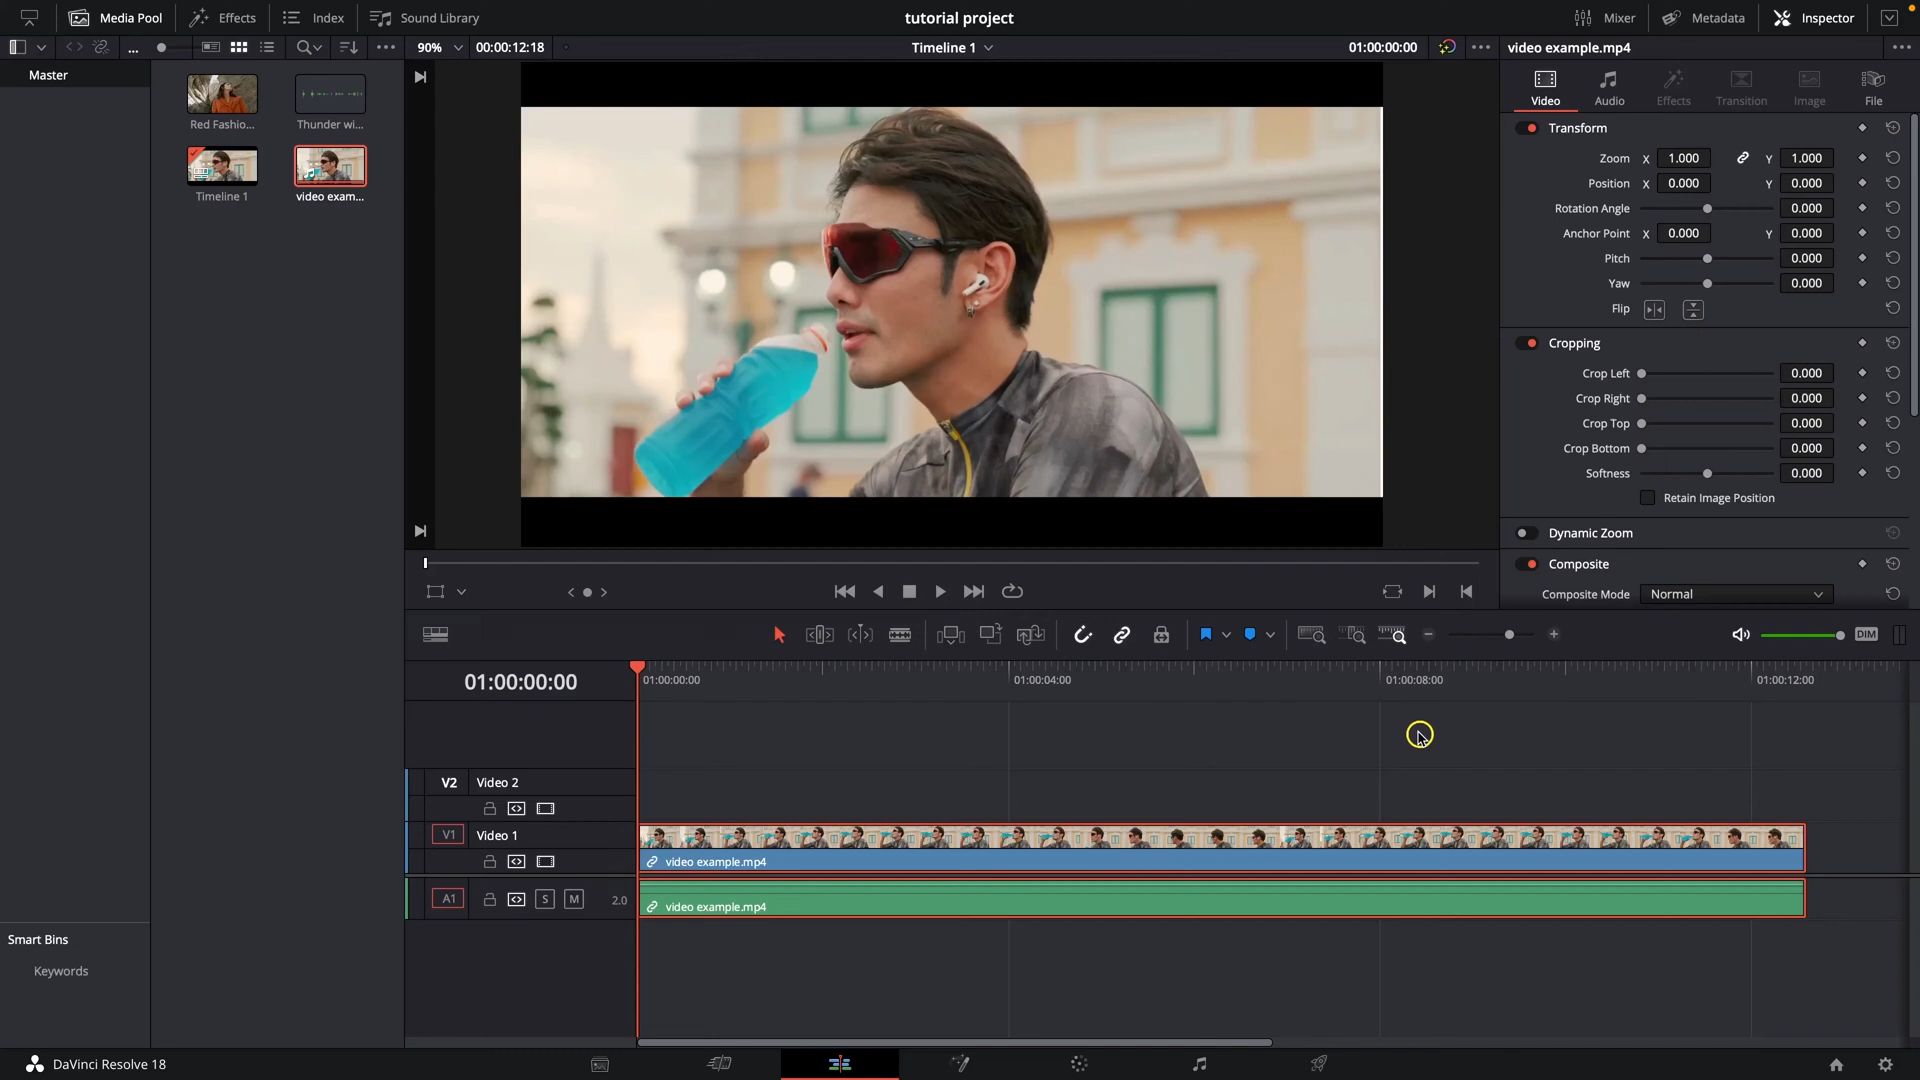 Media Pool Effects Index Sound Library tutorial project Mixer Metadata Inspector
... 90% 00:00:12:18 Timeline 1 01:00:00:00 video example.mp4
Master
Red Fashio... Thunder wi...
Timeline 1 video exam...
Video Audio Effects Transition Image File
Transform
Zoom X 1.000 Y 1.000
Position X 0.000 Y 0.000
Rotation Angle 0.000
Anchor Point X 0.000 Y 0.000
Pitch 0.000
Yaw 0.000
Flip
Cropping
Crop Left 0.000
Crop Right 0.000
Crop Top 0.000
Crop Bottom 0.000
Softness 0.000
Retain Image Position
Dynamic Zoom
Composite
Composite Mode Normal
DIM
01:00:00:00 01:00:00:00 01:00:04:00 01:00:08:00 01:00:12:00
V2 Video 2
V1 Video 1
video example.mp4
A1 S M 2.0
video example.mp4
Smart Bins
Keywords
DaVinci Resolve 18